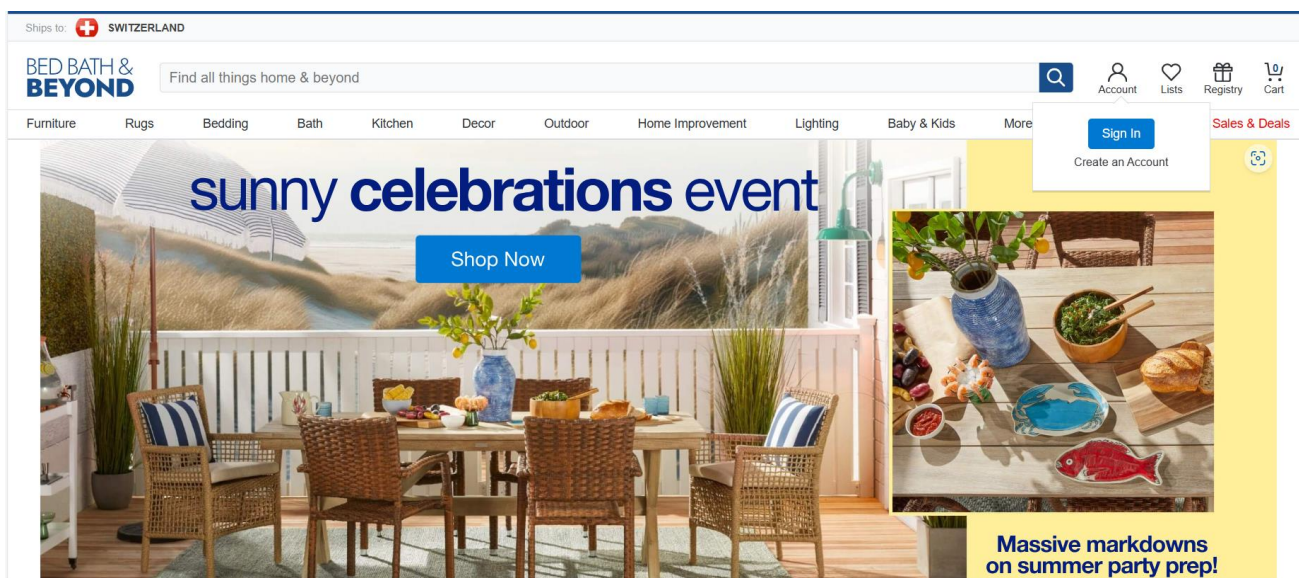 Ships to: SWITZERLAND
BED BATH &
BEYOND
Find all things home & beyond
Account Lists Registry 0 Cart
Furniture Rugs Bedding Bath Kitchen Decor Outdoor Home Improvement Lighting Baby & Kids More Sales & Deals
Sign In
Create an Account
sunny celebrations event
Shop Now
Massive markdowns
on summer party prep!